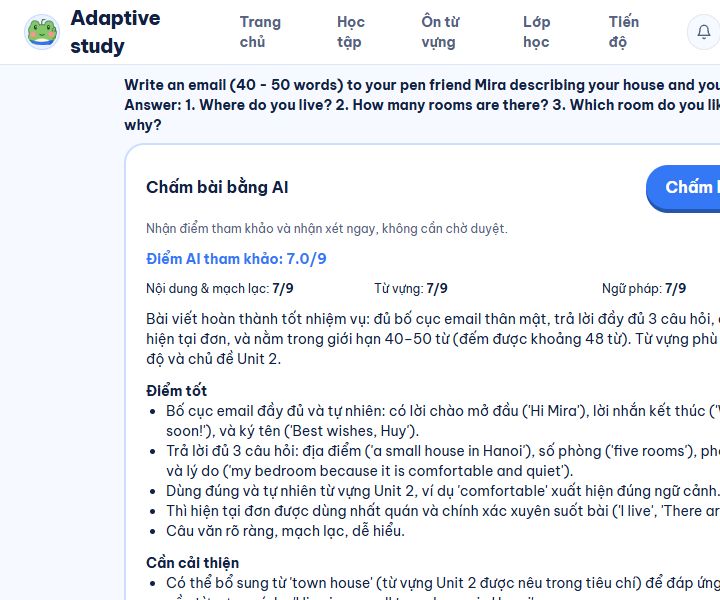 Adaptive study
Trang chủ
Học tập
Ôn từ vựng
Lớp học
Tiến độ
Write an email (40 - 50 words) to your pen friend Mira describing your house and
Answer: 1. Where do you live? 2. How many rooms are there? 3. Which room do you
why?
Chấm bài bằng AI
Chấm
Nhận điểm tham khảo và nhận xét ngay, không cần chờ duyệt.
Điểm AI tham khảo: 7.0/9
Nội dung & mạch lạc: 7/9
Từ vựng: 7/9
Ngữ pháp: 7/9
Bài viết hoàn thành tốt nhiệm vụ: đủ bố cục email thân mật, trả lời đầy đủ 3 câu hỏi,
hiện tại đơn, và nằm trong giới hạn 40–50 từ (đếm được khoảng 48 từ). Từ vựng phù
độ và chủ đề Unit 2.
Điểm tốt
Bố cục email đầy đủ và tự nhiên: có lời chào mở đầu ('Hi Mira'), lời nhắn kết thúc
soon!'), và ký tên ('Best wishes, Huy').
Trả lời đủ 3 câu hỏi: địa điểm ('a small house in Hanoi'), số phòng ('five rooms'),
và lý do ('my bedroom because it is comfortable and quiet').
Dùng đúng và tự nhiên từ vựng Unit 2, ví dụ 'comfortable' xuất hiện đúng ngữ cảnh.
Thì hiện tại đơn được dùng nhất quán và chính xác xuyên suốt bài ('I live', 'There
Câu văn rõ ràng, mạch lạc, dễ hiểu.
Cần cải thiện
Có thể bổ sung từ 'town house' (từ vựng Unit 2 được nêu trong tiêu chí) để đáp